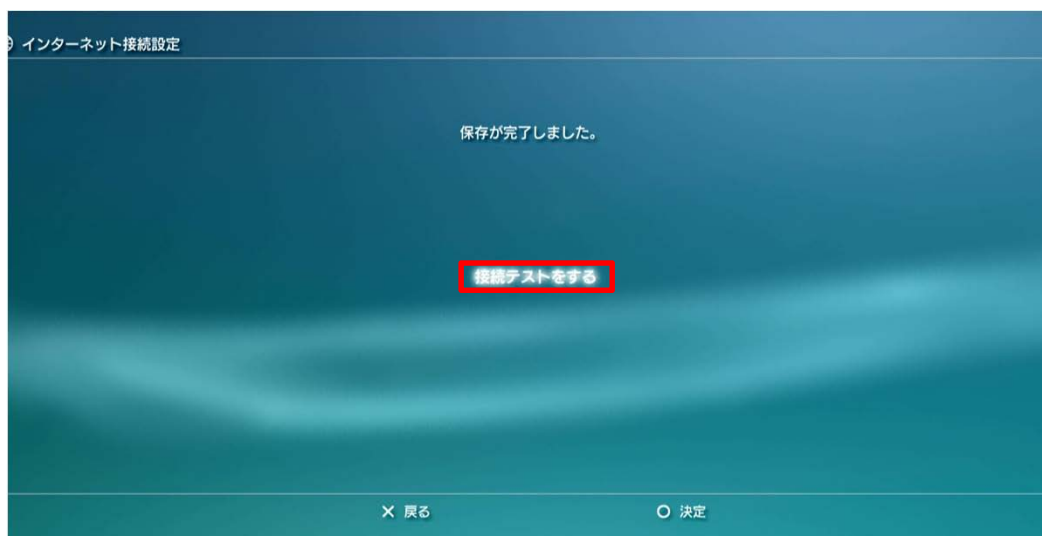 インターネット接続設定
保存が完了しました。
接続テストをする
× 戻る ○ 決定